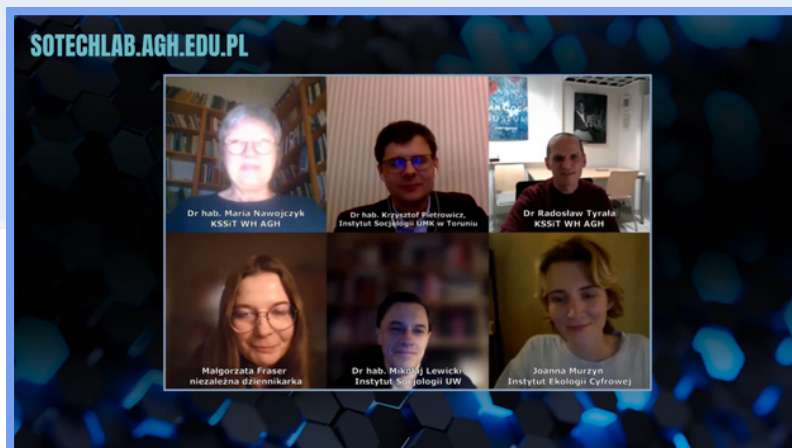 SOTECHLAB.AGH.EDU.PL
Dr hab. Maria Nawojczyk
KSSiT WH AGH
Dr hab. Krzysztof Pietrowicz,
Instytut Socjologii UMK w Toruniu
Dr Radosław Tyrała
KSSiT WH AGH
Małgorzata Fraser
niezależna dziennikarka
Dr hab. Mikołaj Lewicki
Instytut Socjologii UW
Joanna Murzyn
Instytut Ekologii Cyfrowej